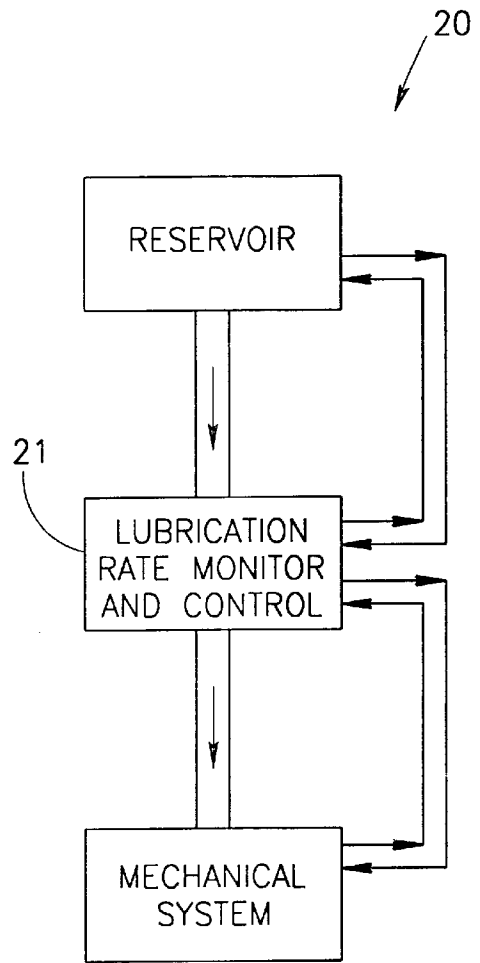 20
RESERVOIR
21
LUBRICATION
RATE MONITOR
AND CONTROL
MECHANICAL
SYSTEM